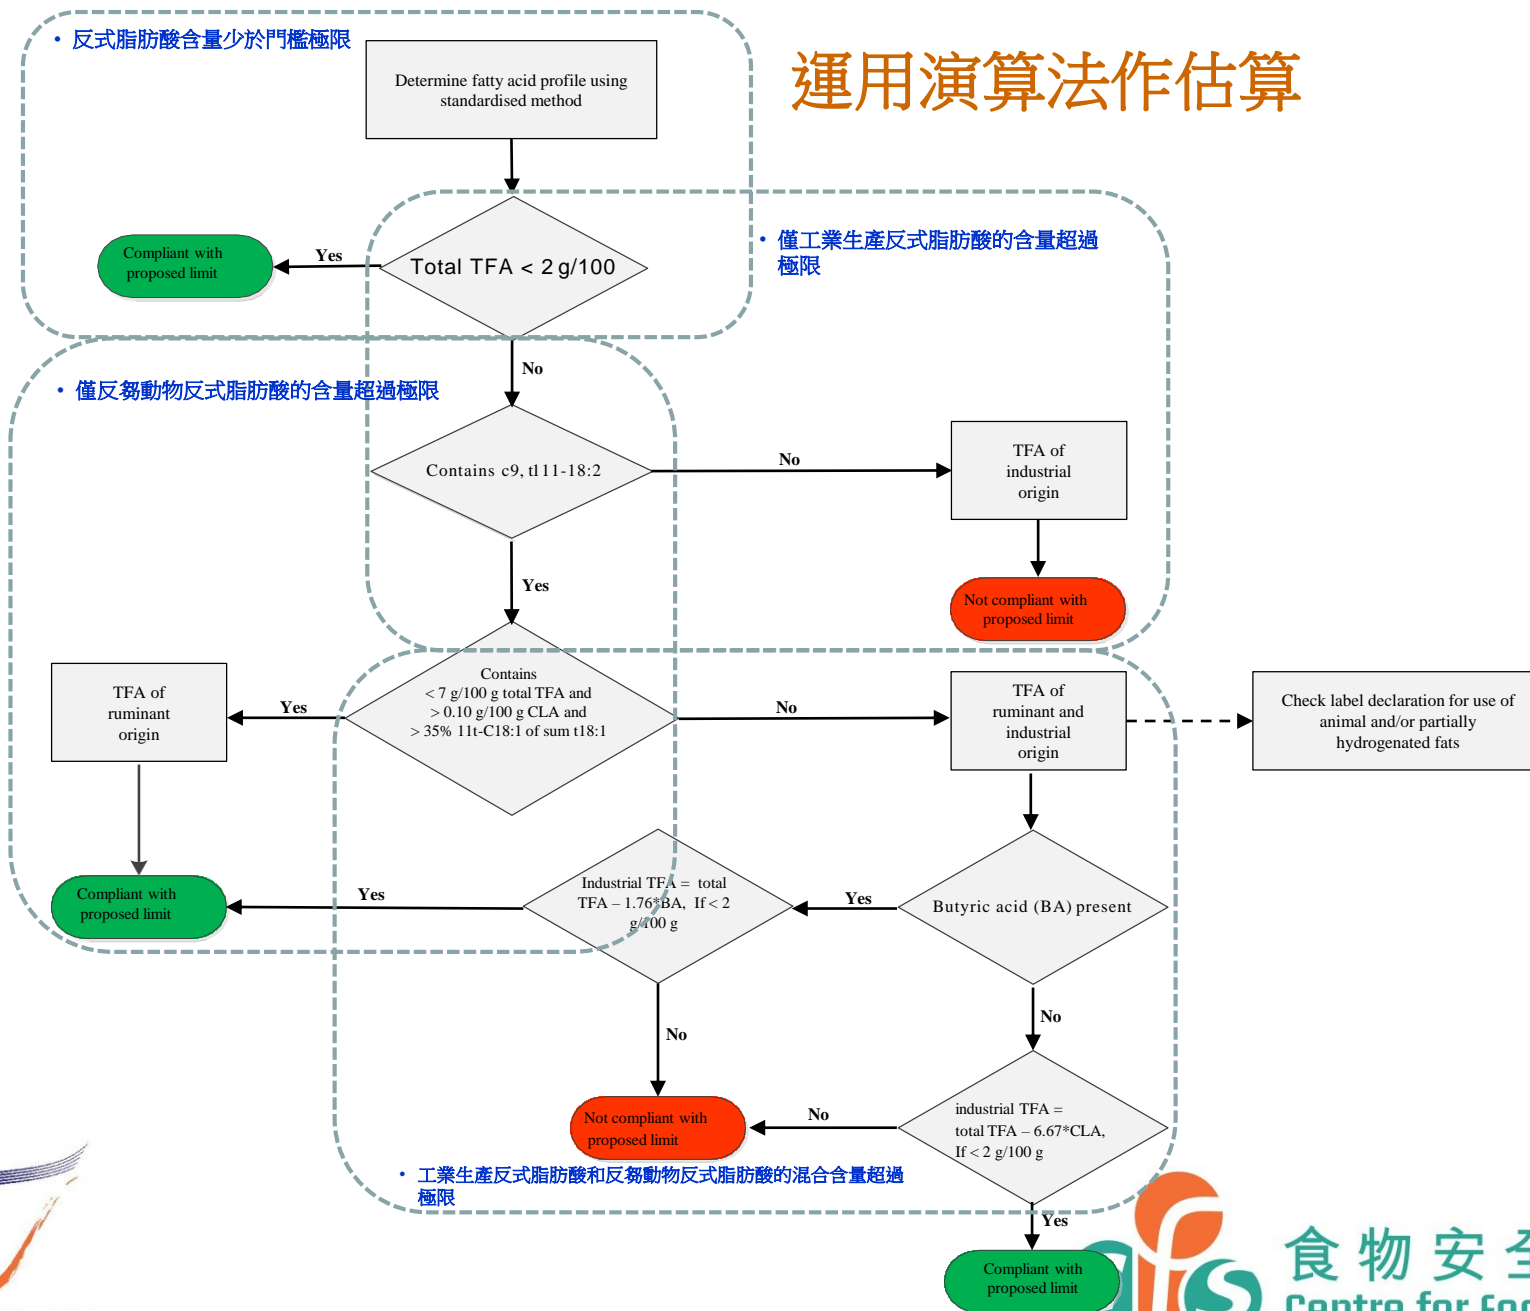 運用演算法作估算
• 反式脂肪酸含量少於門檻極限
Determine fatty acid profile using
standardised method
Total TFA < 2 g/100
Yes
Compliant with
proposed limit
• 僅工業生產反式脂肪酸的含量超過
極限
No
• 僅反芻動物反式脂肪酸的含量超過極限
Contains c9, tl11-18:2
No
TFA of
industrial
origin
Not compliant with
proposed limit
Yes
Contains
< 7 g/100 g total TFA and
> 0.10 g/100 g CLA and
> 35% 11t-C18:1 of sum t18:1
Yes
TFA of
ruminant
origin
No
TFA of
ruminant and
industrial
origin
Check label declaration for use of
animal and/or partially
hydrogenated fats
Compliant with
proposed limit
Yes
Industrial TFA = total
TFA – 1.76*BA, If < 2
g/100 g
Yes
Butyric acid (BA) present
No
No
industrial TFA =
total TFA – 6.67*CLA,
If < 2 g/100 g
No
Not compliant with
proposed limit
• 工業生產反式脂肪酸和反芻動物反式脂肪酸的混合含量超過
極限
Yes
Compliant with
proposed limit
食物安全
Centre for Foo